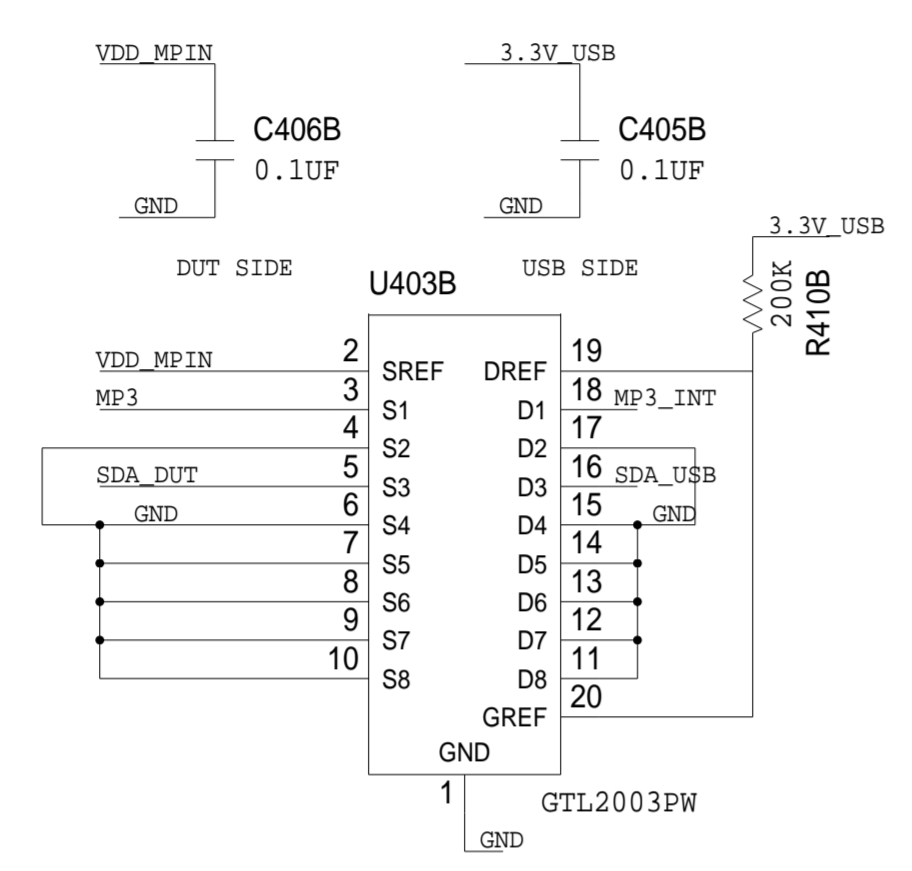 VDD_MPIN 3.3V_USB
C406B C405B
0.1UF 0.1UF
GND GND
3.3V_USB
DUT SIDE USB SIDE
200K
R410B
U403B
VDD_MPIN 2 SREF DREF 19
MP3 3 S1 D1 18 MP3_INT
4 S2 D2 17
SDA_DUT 5 S3 D3 16 SDA_USB
GND 6 S4 D4 15 GND
7 S5 D5 14
8 S6 D6 13
9 S7 D7 12
10 S8 D8 11
GREF 20
GND
1 GTL2003PW
GND